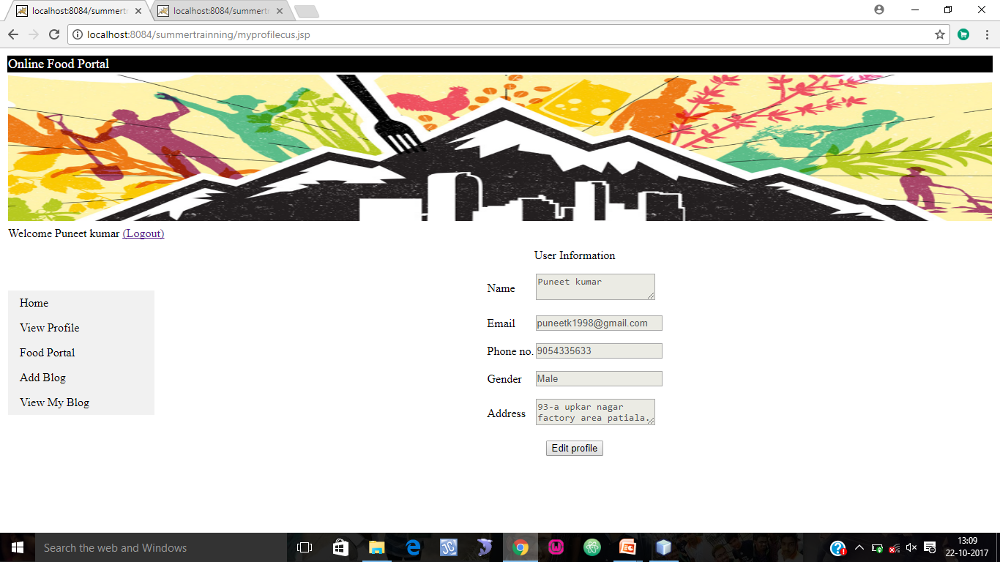 localhost:8084/summertr
localhost:8084/summertr
localhost:8084/summertrainning/myprofilecus.jsp
Online Food Portal
Welcome Puneet kumar (Logout)
User Information
Name Puneet kumar
Home
View Profile
Email puneetk1998@gmail.com
Food Portal
Phone no. 9054335633
Add Blog
Gender Male
View My Blog
Address 93-a upkar nagar
factory area patiala.
Edit profile
Search the web and Windows
JC
13:09
22-10-2017